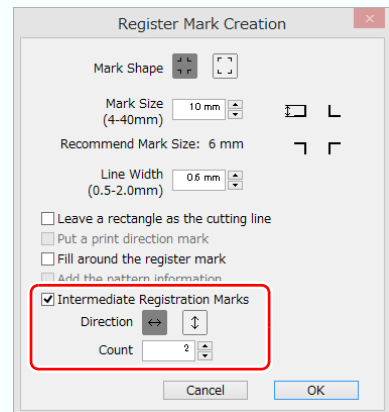 Register Mark Creation
Mark Shape
Mark Size
(4-40mm)
10 mm
Recommend Mark Size: 6 mm
Line Width
(0.5-2.0mm)
0.6 mm
Leave a rectangle as the cutting line
Put a print direction mark
Fill around the register mark
Add the pattern information
Intermediate Registration Marks
Direction
Count 2
Cancel OK